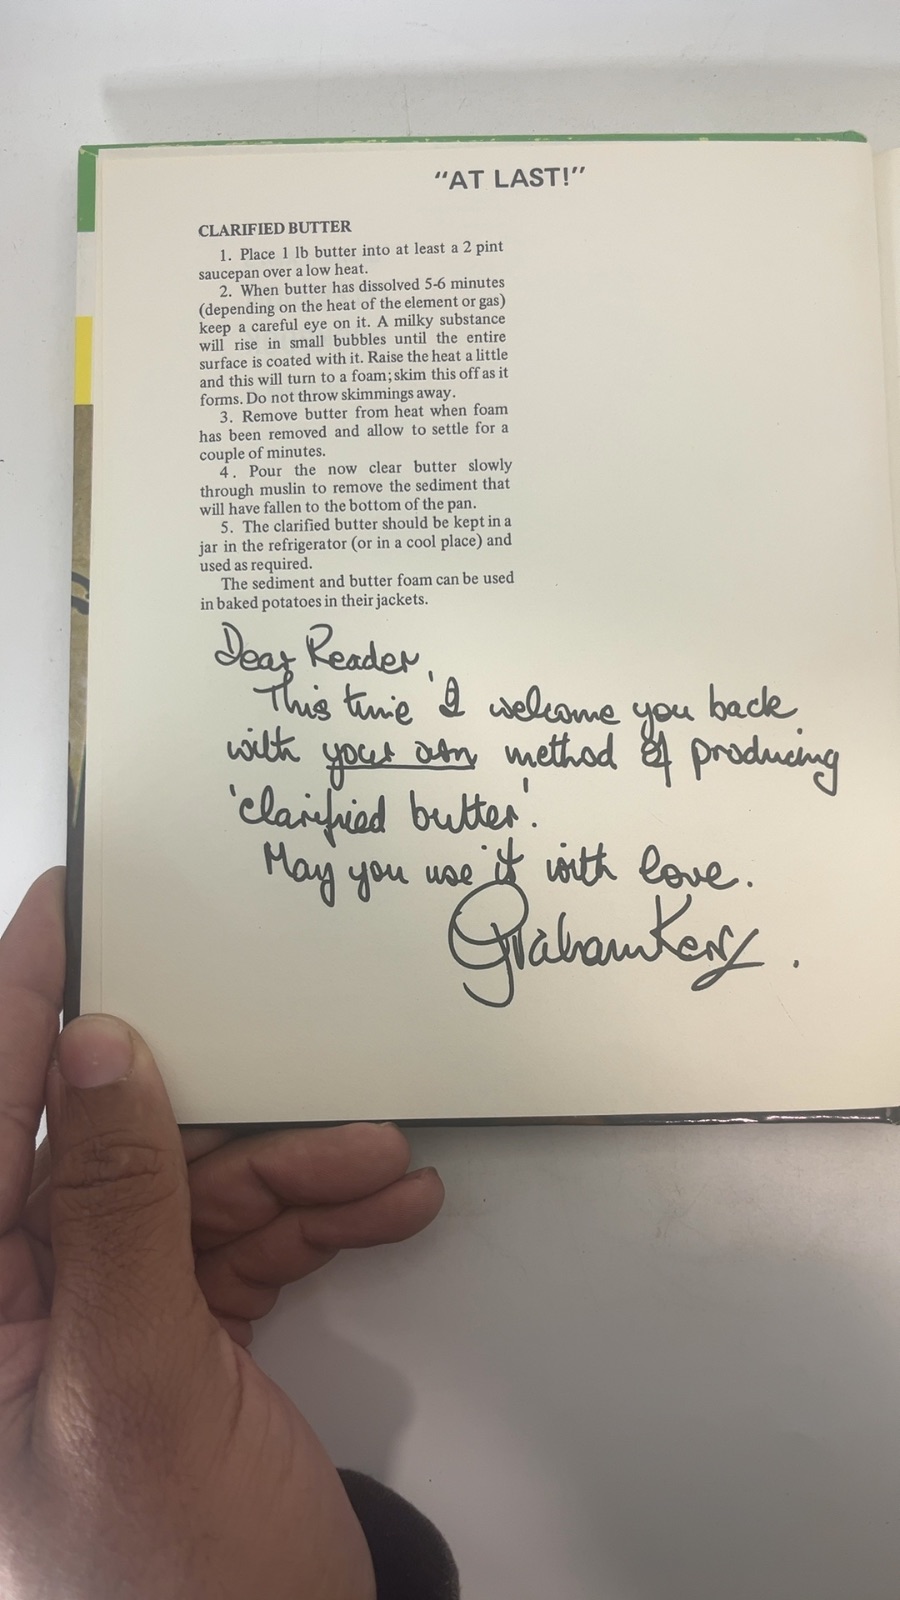 "AT LAST!"
CLARIFIED BUTTER
1. Place 1 lb butter into at least a 2 pint
saucepan over a low heat.
2. When butter has dissolved 5-6 minutes
(depending on the heat of the element or gas)
keep a careful eye on it. A milky substance
will rise in small bubbles until the entire
surface is coated with it. Raise the heat a little
and this will turn to a foam; skim this off as it
forms. Do not throw skimmings away.
3. Remove butter from heat when foam
has been removed and allow to settle for a
couple of minutes.
4. Pour the now clear butter slowly
through muslin to remove the sediment that
will have fallen to the bottom of the pan.
5. The clarified butter should be kept in a
jar in the refrigerator (or in a cool place) and
used as required.
The sediment and butter foam can be used
in baked potatoes in their jackets.
Dear Reader,
This time I welcome you back
with your own method of producing
'clarified butter'.
May you use it with love.
Graham Kerr.